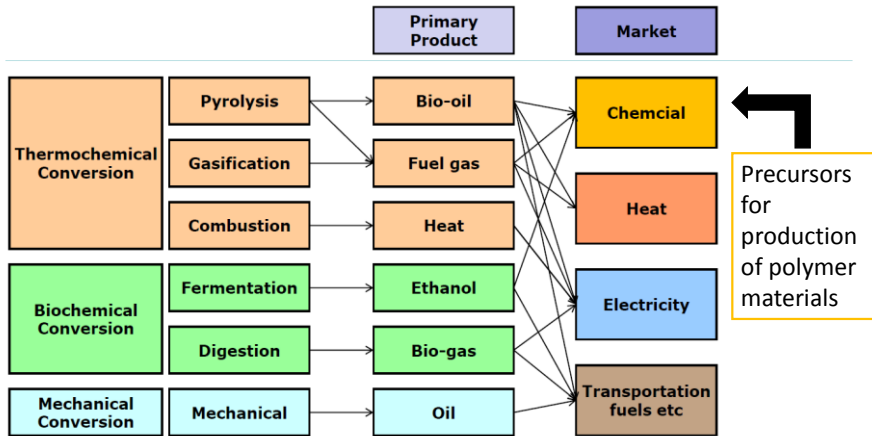 Primary
Product
Market
Thermochemical
Conversion
Pyrolysis
Bio-oil
Chemcial
Gasification
Fuel gas
Combustion
Heat
Heat
Precursors
for
production
of polymer
materials
Biochemical
Conversion
Fermentation
Ethanol
Electricity
Digestion
Bio-gas
Mechanical
Conversion
Mechanical
Oil
Transportation
fuels etc